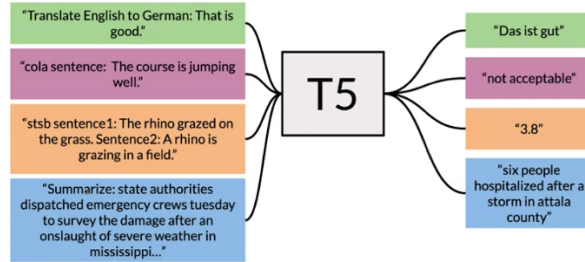 "Translate English to German: That is
good."
"cola sentence:  The course is jumping
well."
"stsb sentence1: The rhino grazed on
the grass. Sentence2: A rhino is
grazing in a field."
"Summarize: state authorities
dispatched emergency crews tuesday
to survey the damage after an
onslaught of severe weather in
mississippi..."
T5
"Das ist gut"
"not acceptable"
"3.8"
"six people
hospitalized after a
storm in attala
county"